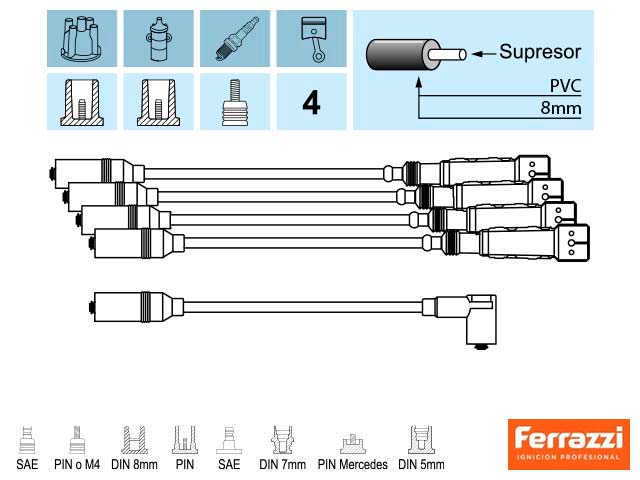 Supresor
PVC
8mm
4
SAE PIN o M4 DIN 8mm PIN SAE DIN 7mm PIN Mercedes DIN 5mm
Ferrazzi
IGNICION PROFESIONAL